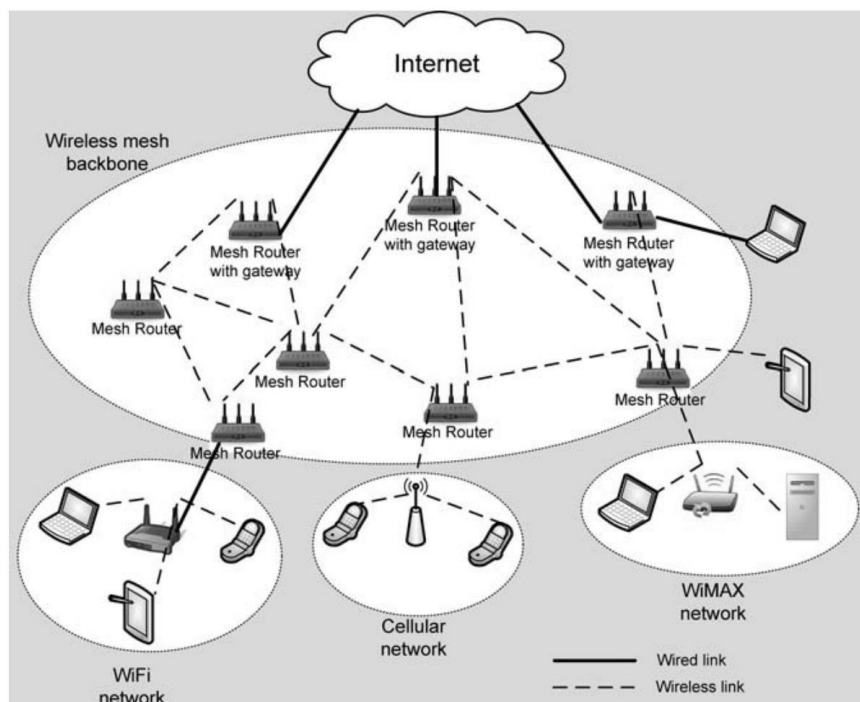 Internet
Wireless mesh
backbone
Mesh Router
with gateway
Mesh Router
with gateway
Mesh Router
with gateway
Mesh Router
Mesh Router
Mesh Router
Mesh Router
Mesh Router
WiFi
network
Cellular
network
WiMAX
network
Wired link
Wireless link